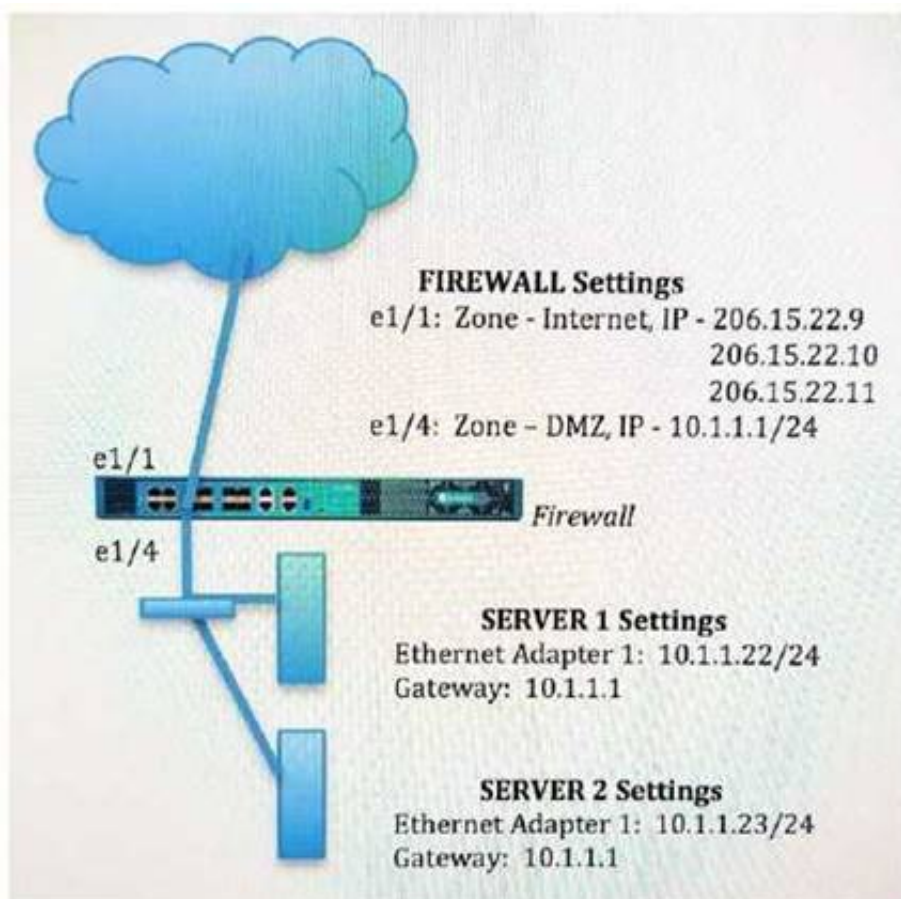 FIREWALL Settings
e1/1: Zone - Internet, IP - 206.15.22.9
206.15.22.10
206.15.22.11
e1/4: Zone – DMZ, IP - 10.1.1.1/24
e1/1
Firewall
e1/4
SERVER 1 Settings
Ethernet Adapter 1: 10.1.1.22/24
Gateway: 10.1.1.1
SERVER 2 Settings
Ethernet Adapter 1: 10.1.1.23/24
Gateway: 10.1.1.1